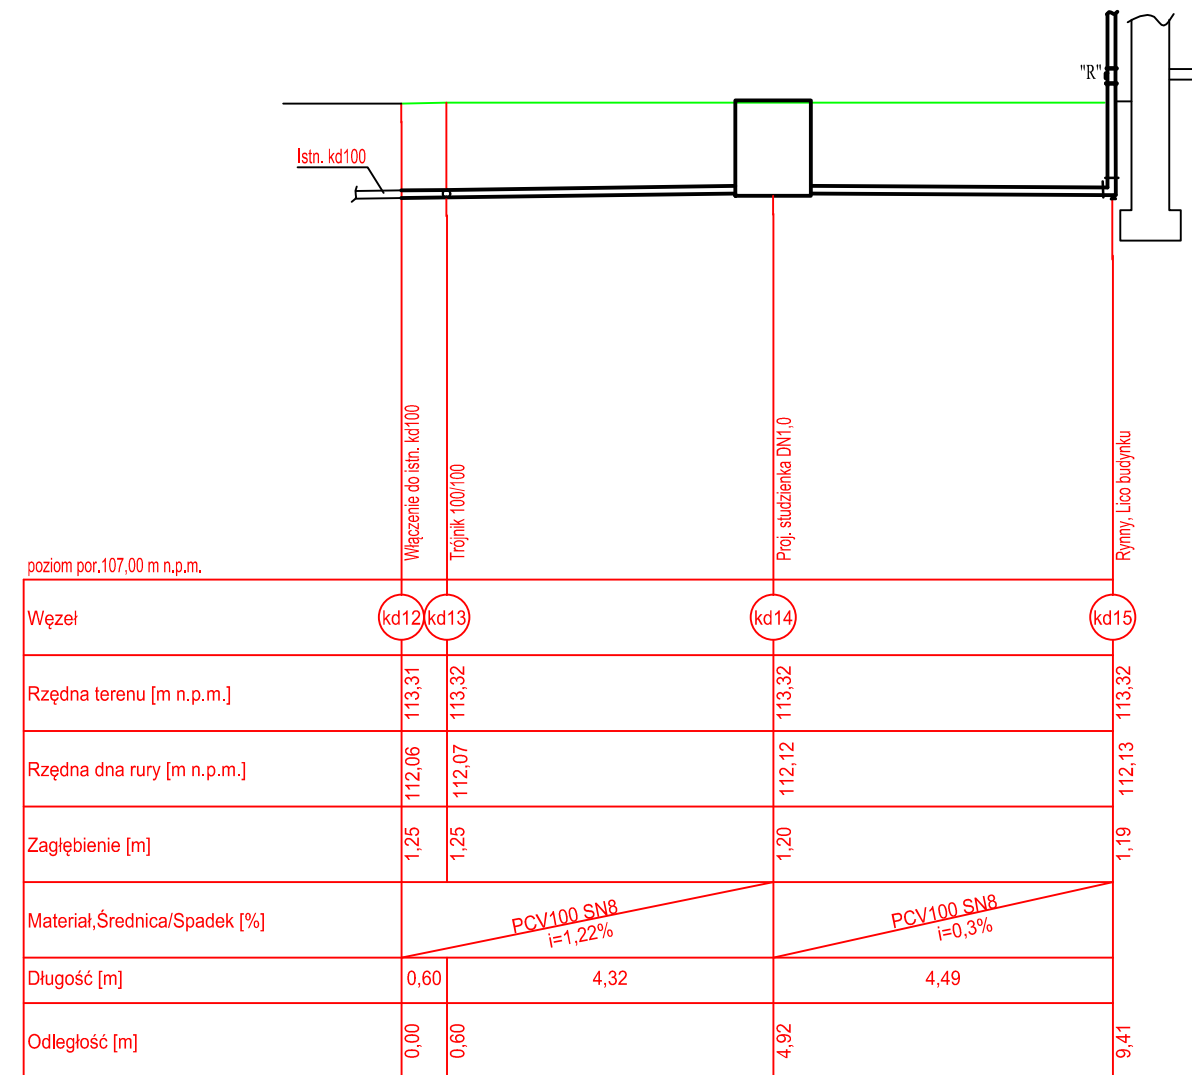 "R"
Istn. kd100
Włączenie do istn. kd100
Trójnik 100/100
Proj. studzienka DN1,0
Rynny, Lico budynku
poziom por.107,00 m n.p.m.
Węzeł kd12 kd13 kd14 kd15
Rzędna terenu [m n.p.m.] 113,31 113,32 113,32 113,32
Rzędna dna rury [m n.p.m.] 112,06 112,07 112,12 112,13
Zagłębienie [m] 1,25 1,25 1,20 1,19
Materiał,Średnica/Spadek [%] PCV100 SN8 PCV100 SN8
i=1,22% i=0,3%
Długość [m] 0,60 4,32 4,49
Odległość [m] 0,00 0,60 4,92 9,41